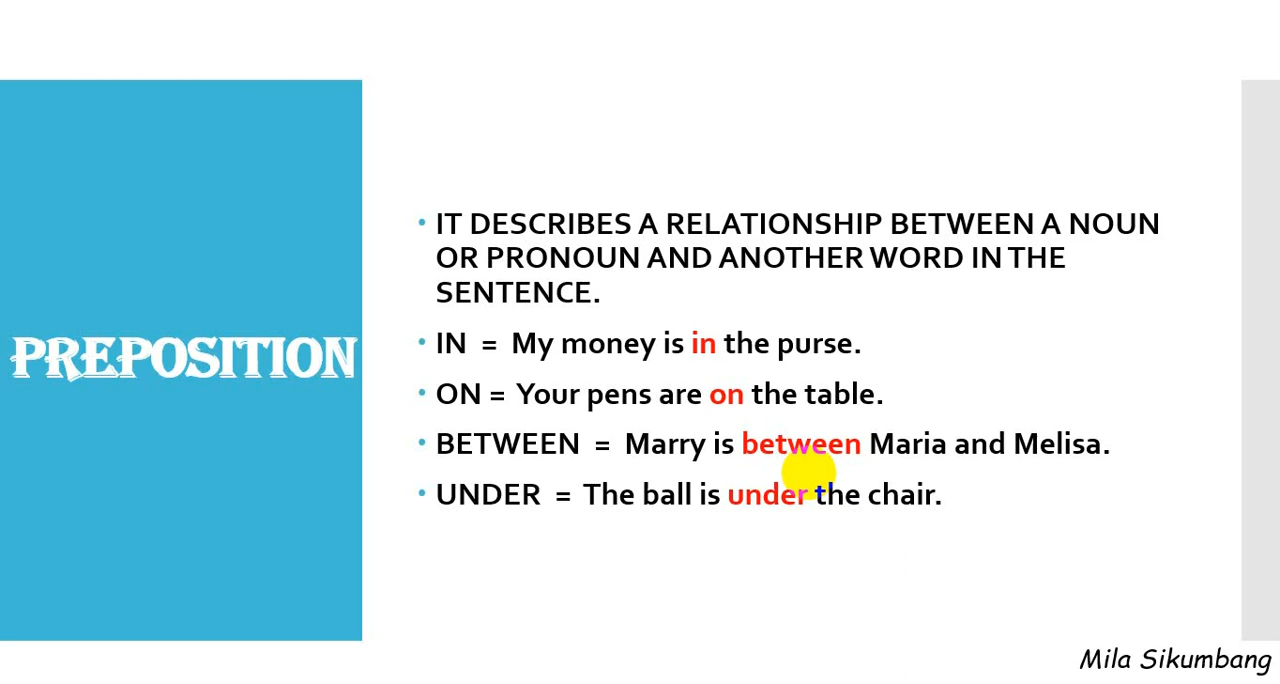 PREPOSITION
• IT DESCRIBES A RELATIONSHIP BETWEEN A NOUN
OR PRONOUN AND ANOTHER WORD IN THE
SENTENCE.
• IN = My money is in the purse.
• ON = Your pens are on the table.
• BETWEEN = Marry is between Maria and Melisa.
• UNDER = The ball is under the chair.
Mila Sikumbang